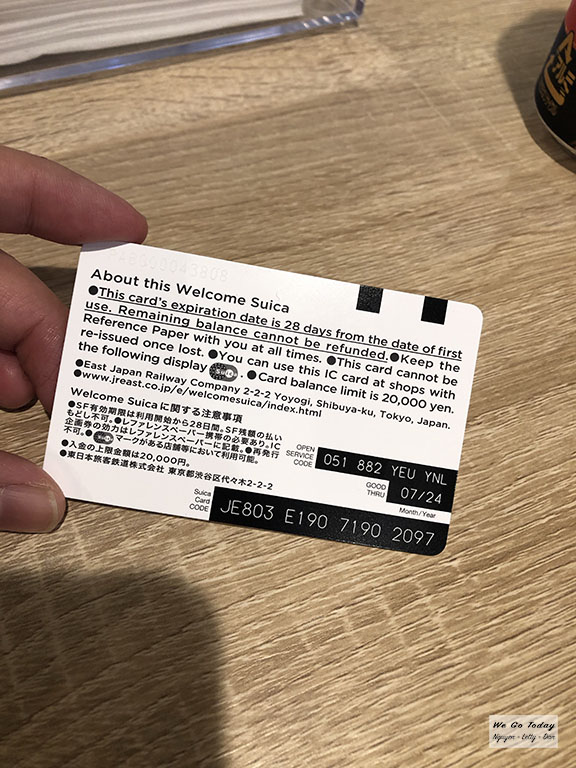 About this Welcome Suica
●This card's expiration date is 28 days from the date of first
use. Remaining balance cannot be refunded.●Keep the
Reference Paper with you at all times. ●This card cannot be
re-issued once lost. ●You can use this IC card at shops with
the following display . ●Card balance limit is 20,000 yen.
●East Japan Railway Company 2-2-2 Yoyogi, Shibuya-ku, Tokyo, Japan.
●www.jreast.co.jp/e/welcomesuica/index.html
Welcome Suica に関する注意事項
●SF有効期限は利用開始から28日間。SF残額の払い
もどし不可。●レファレンスペーパー携帯の必要あり。IC
企画券の効力はレファレンスペーパーに記載。●再発行
不可。● マークがある店舗等において利用可能。
●入金の上限金額は20,000円。
●東日本旅客鉄道株式会社 東京都渋谷区代々木2-2-2
OPEN
SERVICE
CODE
051 882 YEU YNL
GOOD
THRU
07/24
Month/Year
Suica
Card
CODE
JE803 E190 7190 2097
We Go Today
Nguyen - Letty - Dan